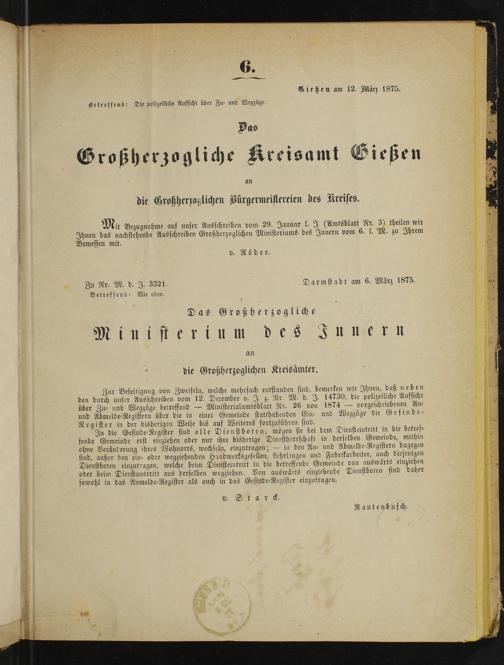 6.
Gießen am 12. März 1875.
Betreffend: Die polizeiliche Aufsicht über Zu- und Wegzüge.
Das
Großherzogliche Kreisamt Gießen
an
die Großherzoglichen Bürgermeistereien des Kreises.
Mit Bezugnahme auf unser Ausschreiben vom 29. Januar l. J (Amtsblatt Nr. 3) theilen wir
Ihnen das nachstehende Ausschreiben Großherzoglichen Ministeriums des Innern vom 6. l. M. zu Ihrem
Bemessen mit.
v. Röder.
Zu Nr. M. d. J. 3321.
Darmstadt am 6. März 1875.
Betreffend: Wie oben.
Das Großherzogliche
Ministerium des Innern
an
die Großherzoglichen Kreisämter.
Zur Beseitigung von Zweifeln, welche mehrfach entstanden sind, bemerken wir Ihnen, daß neben
den durch unser Ausschreiben vom 12. December v. J. z. Nr. M. d. J. 14730, die polizeiliche Aufsicht
über Zu- und Wegzüge betreffend — Ministerialamtsblatt Nr. 26 von 1874 — vorgeschriebenen An-
und Abmelde-Registern über die in einer Gemeinde statthabenden Ein- und Wegzüge die Gesinde-
Register in der bisherigen Weise bis auf Weiteres fortzuführen sind.
In die Gesinde-Register sind alle Dienstboten, mögen sie bei dem Diensteintritt in die betref-
fende Gemeinde erst einziehen oder nur ihre bisherige Dienstherrschaft in derselben Gemeinde, mithin
ohne Veränderung ihres Wohnorts, wechseln, einzutragen; — in den An- und Abmelde-Registern dagegen
sind, außer den ein- oder wegziehenden Handwerksgesellen, Lehrlingen und Fabrikarbeiter, auch diejenigen
Dienstboten einzutragen, welche beim Diensteintritt in die betreffende Gemeinde von auswärts einziehen
oder beim Dienstaustritt aus derselben wegziehen. Von auswärts einziehende Dienstboten sind daher
sowohl in das Anmelde-Register als auch in das Gesinde-Register einzutragen.
v. Starck.
Rautenbusch.
GIESSEN